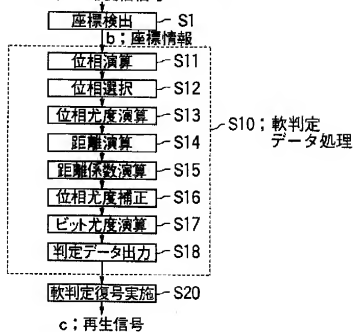 座標検出 S1
b;座標情報
位相演算 S11
位相選択 S12
位相尤度演算 S13
距離演算 S14
距離係数演算 S15
位相尤度補正 S16
ビット尤度演算 S17
判定データ出力 S18
S10;軟判定
データ処理
軟判定復号実施 S20
c;再生信号